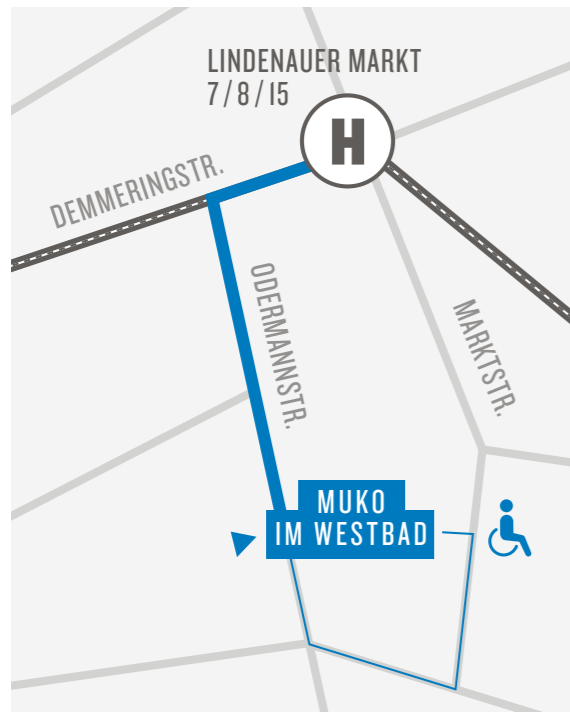 LINDENAUER MARKT
7/8/15
H
DEMMERINGSTR.
ODERMANNSTR.
MARKTSTR.
MUKO
IM WESTBAD